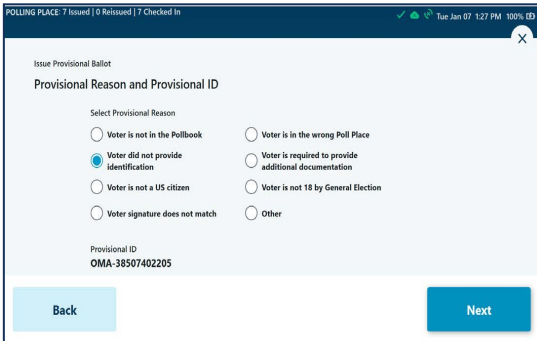 POLLING PLACE: 7 Issued | 0 Reissued | 7 Checked In
Tue Jan 07 1:27 PM 100%
X
Issue Provisional Ballot
Provisional Reason and Provisional ID
Select Provisional Reason
Voter is not in the Pollbook
Voter is in the wrong Poll Place
Voter did not provide
identification
Voter is required to provide
additional documentation
Voter is not a US citizen
Voter is not 18 by General Election
Voter signature does not match
Other
Provisional ID
OMA-38507402205
Back
Next